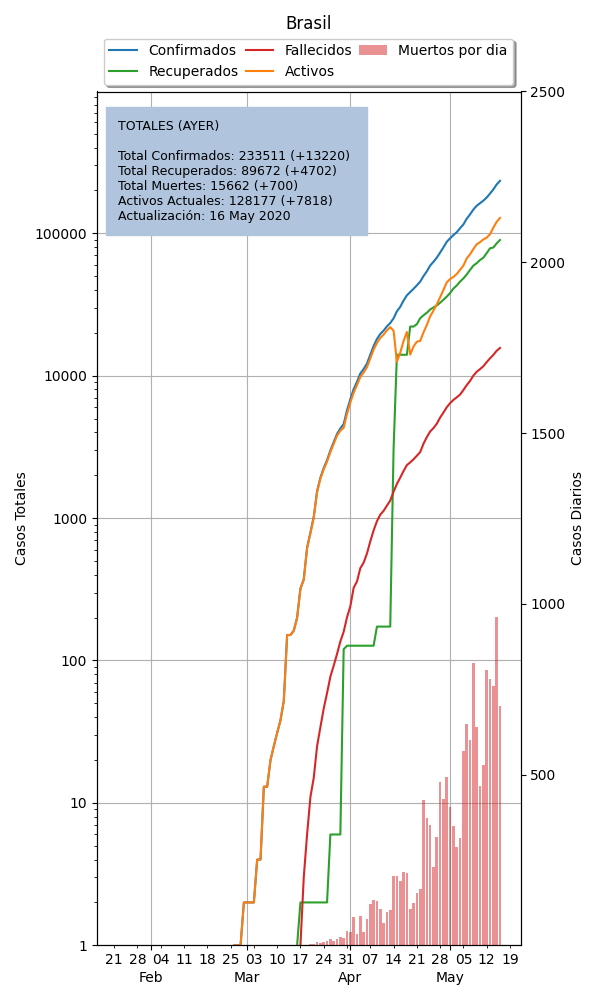 Brasil
Confirmados
Recuperados
Fallecidos
Activos
Muertos por dia
TOTALES (AYER)
Total Confirmados: 233511 (+13220)
Total Recuperados: 89672 (+4702)
Total Muertes: 15662 (+700)
Activos Actuales: 128177 (+7818)
Actualización: 16 May 2020
Casos Totales
100000
10000
1000
100
10
1
2500
2000
1500
1000
500
Casos Diarios
21 28 04 11 18 25 03 10 17 24 31 07 14 21 28 05 12 19
Feb Mar Apr May